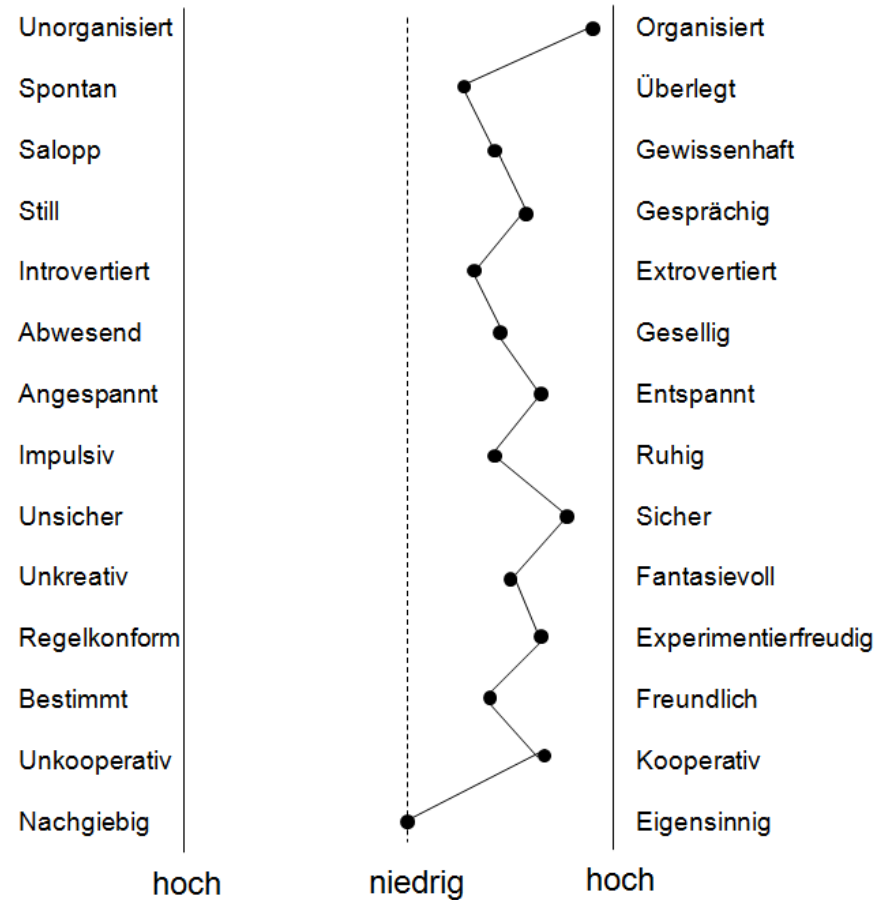 Unorganisiert Organisiert
Spontan Überlegt
Salopp Gewissenhaft
Still Gesprächig
Introvertiert Extrovertiert
Abwesend Gesellig
Angespannt Entspannt
Impulsiv Ruhig
Unsicher Sicher
Unkreativ Fantasievoll
Regelkonform Experimentierfreudig
Bestimmt Freundlich
Unkooperativ Kooperativ
Nachgiebig Eigensinnig
hoch niedrig hoch